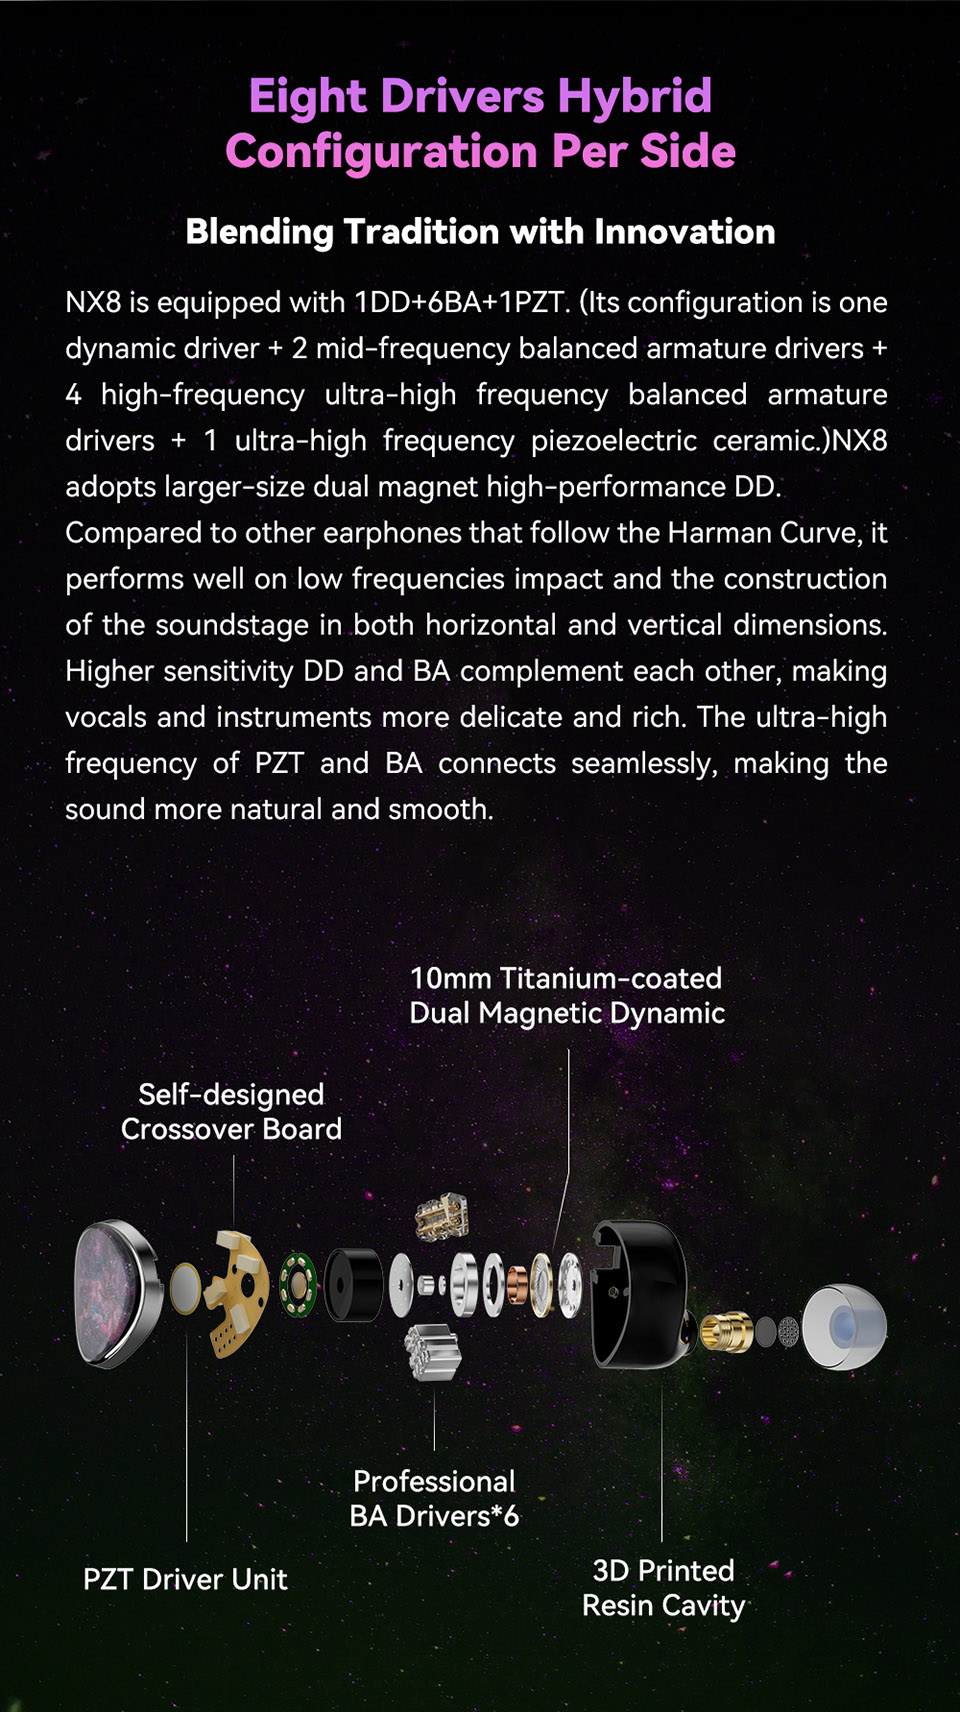 Eight Drivers Hybrid
Configuration Per Side
Blending Tradition with Innovation
NX8 is equipped with 1DD+6BA+1PZT. (Its configuration is one
dynamic driver + 2 mid-frequency balanced armature drivers +
4 high-frequency ultra-high frequency balanced armature
drivers + 1 ultra-high frequency piezoelectric ceramic.)NX8
adopts larger-size dual magnet high-performance DD.
Compared to other earphones that follow the Harman Curve, it
performs well on low frequencies impact and the construction
of the soundstage in both horizontal and vertical dimensions.
Higher sensitivity DD and BA complement each other, making
vocals and instruments more delicate and rich. The ultra-high
frequency of PZT and BA connects seamlessly, making the
sound more natural and smooth.
10mm Titanium-coated
Dual Magnetic Dynamic
Self-designed
Crossover Board
Professional
BA Drivers*6
PZT Driver Unit
3D Printed
Resin Cavity